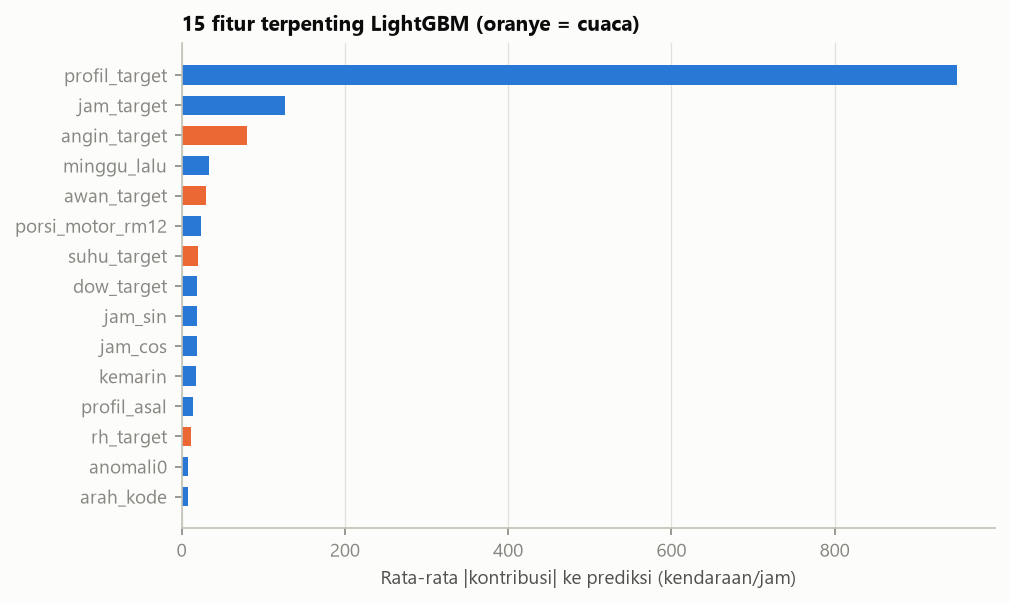 15 fitur terpenting LightGBM (oranye = cuaca)
profil_target
jam_target
angin_target
minggu_lalu
awan_target
porsi_motor_rm12
suhu_target
dow_target
jam_sin
jam_cos
kemarin
profil_asal
rh_target
anomali0
arah_kode
0 200 400 600 800
Rata-rata |kontribusi| ke prediksi (kendaraan/jam)